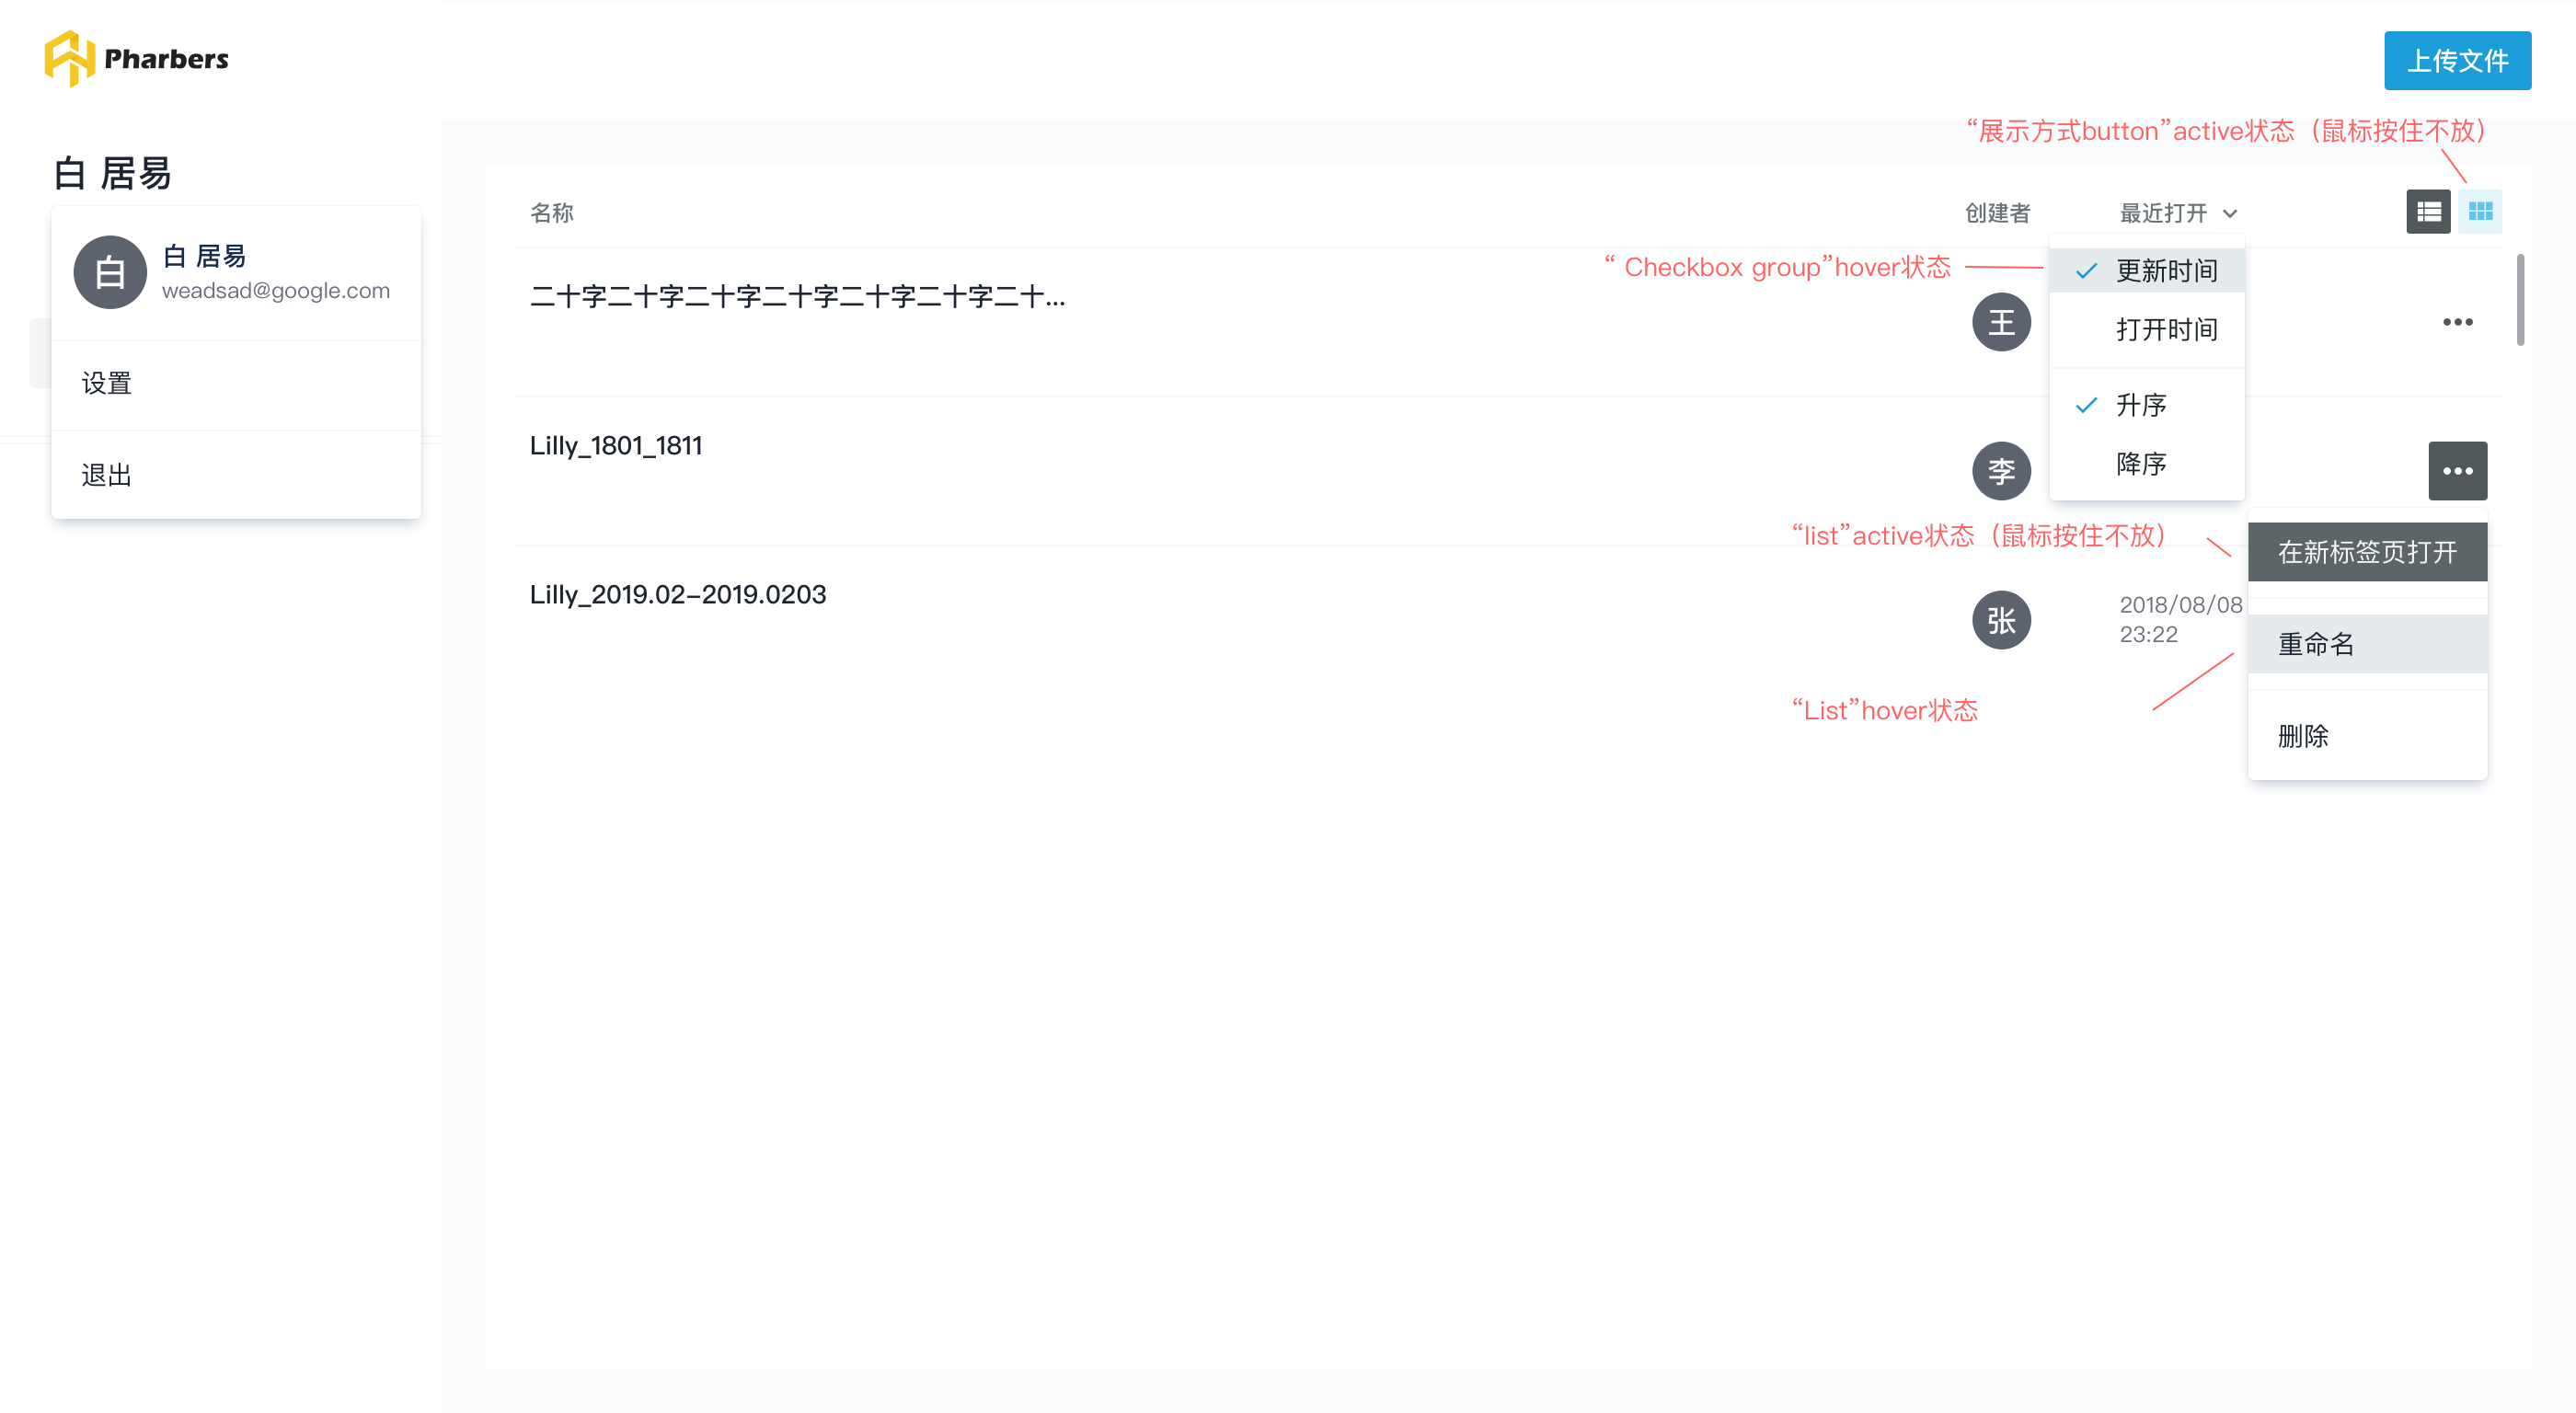 Pharbers
上传文件
“展示方式button”active状态（鼠标按住不放）
白 居易
白
白 居易
weadsad@google.com
设置
退出
名称
创建者
最近打开
“ Checkbox group”hover状态
更新时间
打开时间
升序
降序
二十字二十字二十字二十字二十字二十字二十...
王
Lilly_1801_1811
李
“list”active状态（鼠标按住不放）
在新标签页打开
重命名
删除
Lilly_2019.02-2019.0203
张
2018/08/08
23:22
“List”hover状态